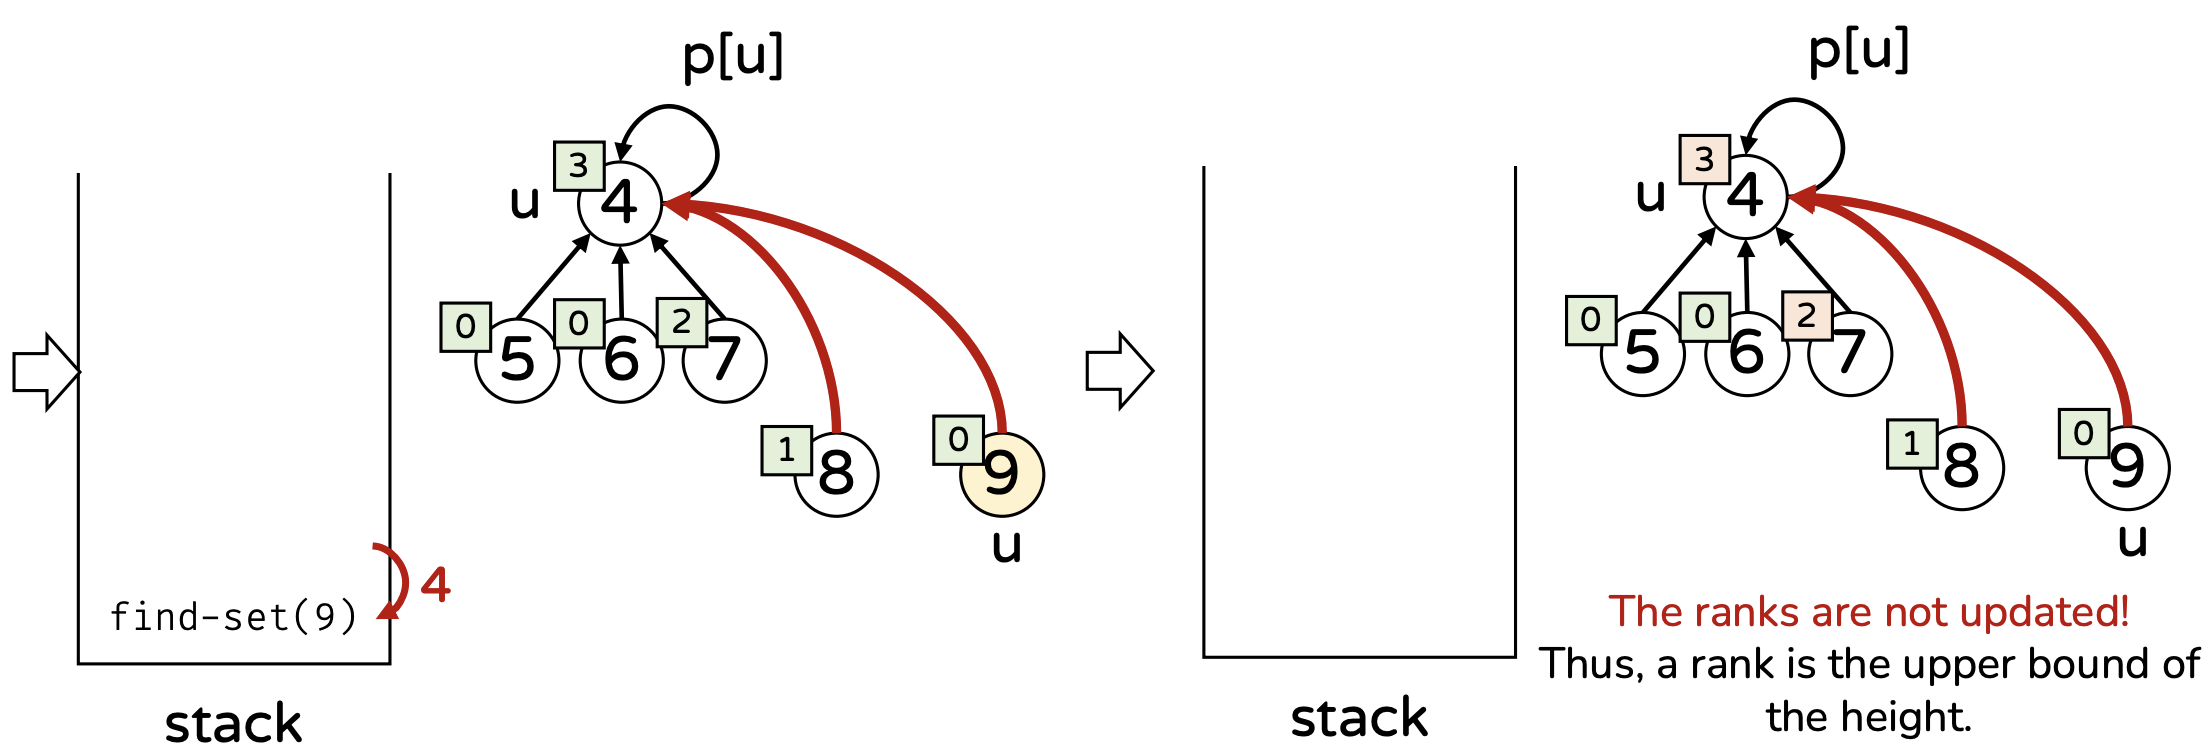 p[u]
3
u
4
0
5
0
6
2
7
1
8
0
9
u
find-set(9)
4
stack
p[u]
3
u
4
0
5
0
6
2
7
1
8
0
9
u
stack
The ranks are not updated!
Thus, a rank is the upper bound of
the height.